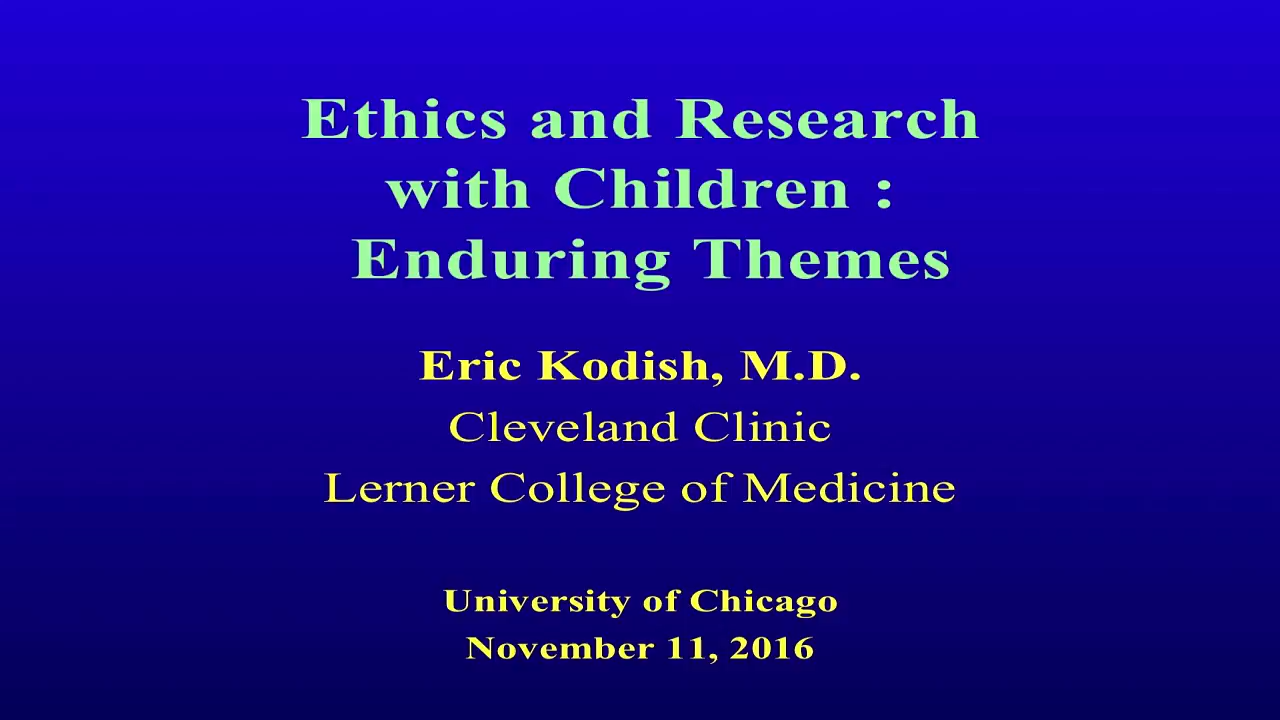 Ethics and Research
with Children :
Enduring Themes
Eric Kodish, M.D.
Cleveland Clinic
Lerner College of Medicine
University of Chicago
November 11, 2016